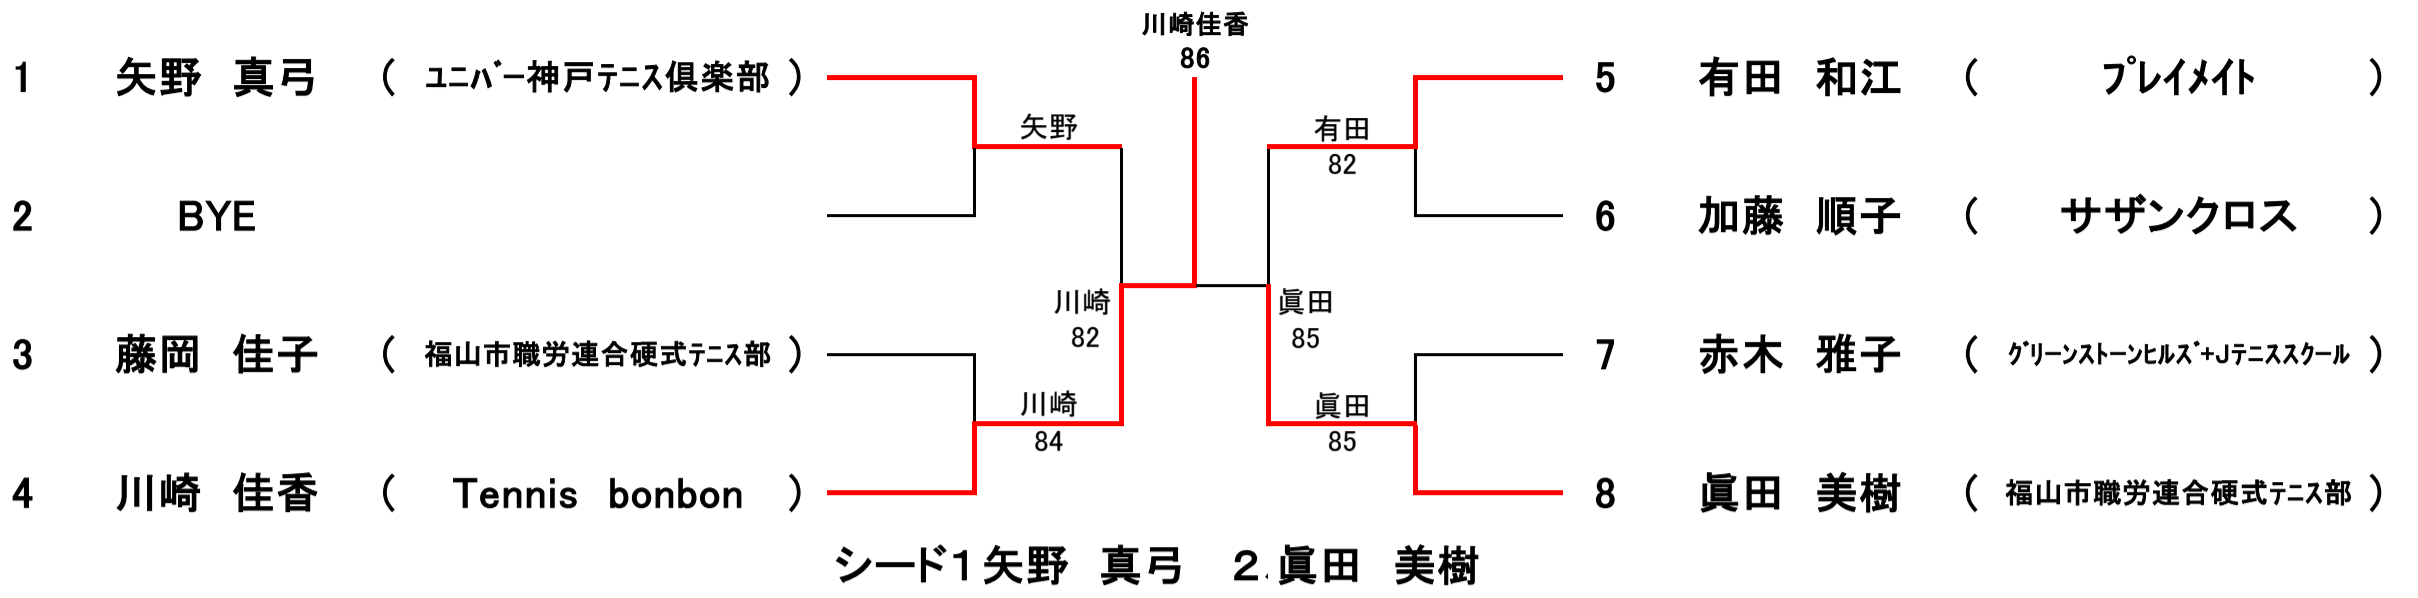 川崎佳香
86
1 矢野 真弓 ( ﾕﾆﾊﾞｰ神戸ﾃﾆｽ倶楽部 )
5 有田 和江 ( プレイメイト )
矢野
有田
82
2 BYE
6 加藤 順子 ( サザンクロス )
川崎
82
眞田
85
3 藤岡 佳子 ( 福山市職労連合硬式ﾃﾆｽ部 )
7 赤木 雅子 ( ｸﾞﾘｰﾝｽﾄｰﾝﾋﾙｽﾞ+Jﾃﾆｽｽｸｰﾙ )
川崎
84
眞田
85
4 川崎 佳香 ( Tennis bonbon )
8 眞田 美樹 ( 福山市職労連合硬式ﾃﾆｽ部 )
シード１矢野 真弓 ２.眞田 美樹